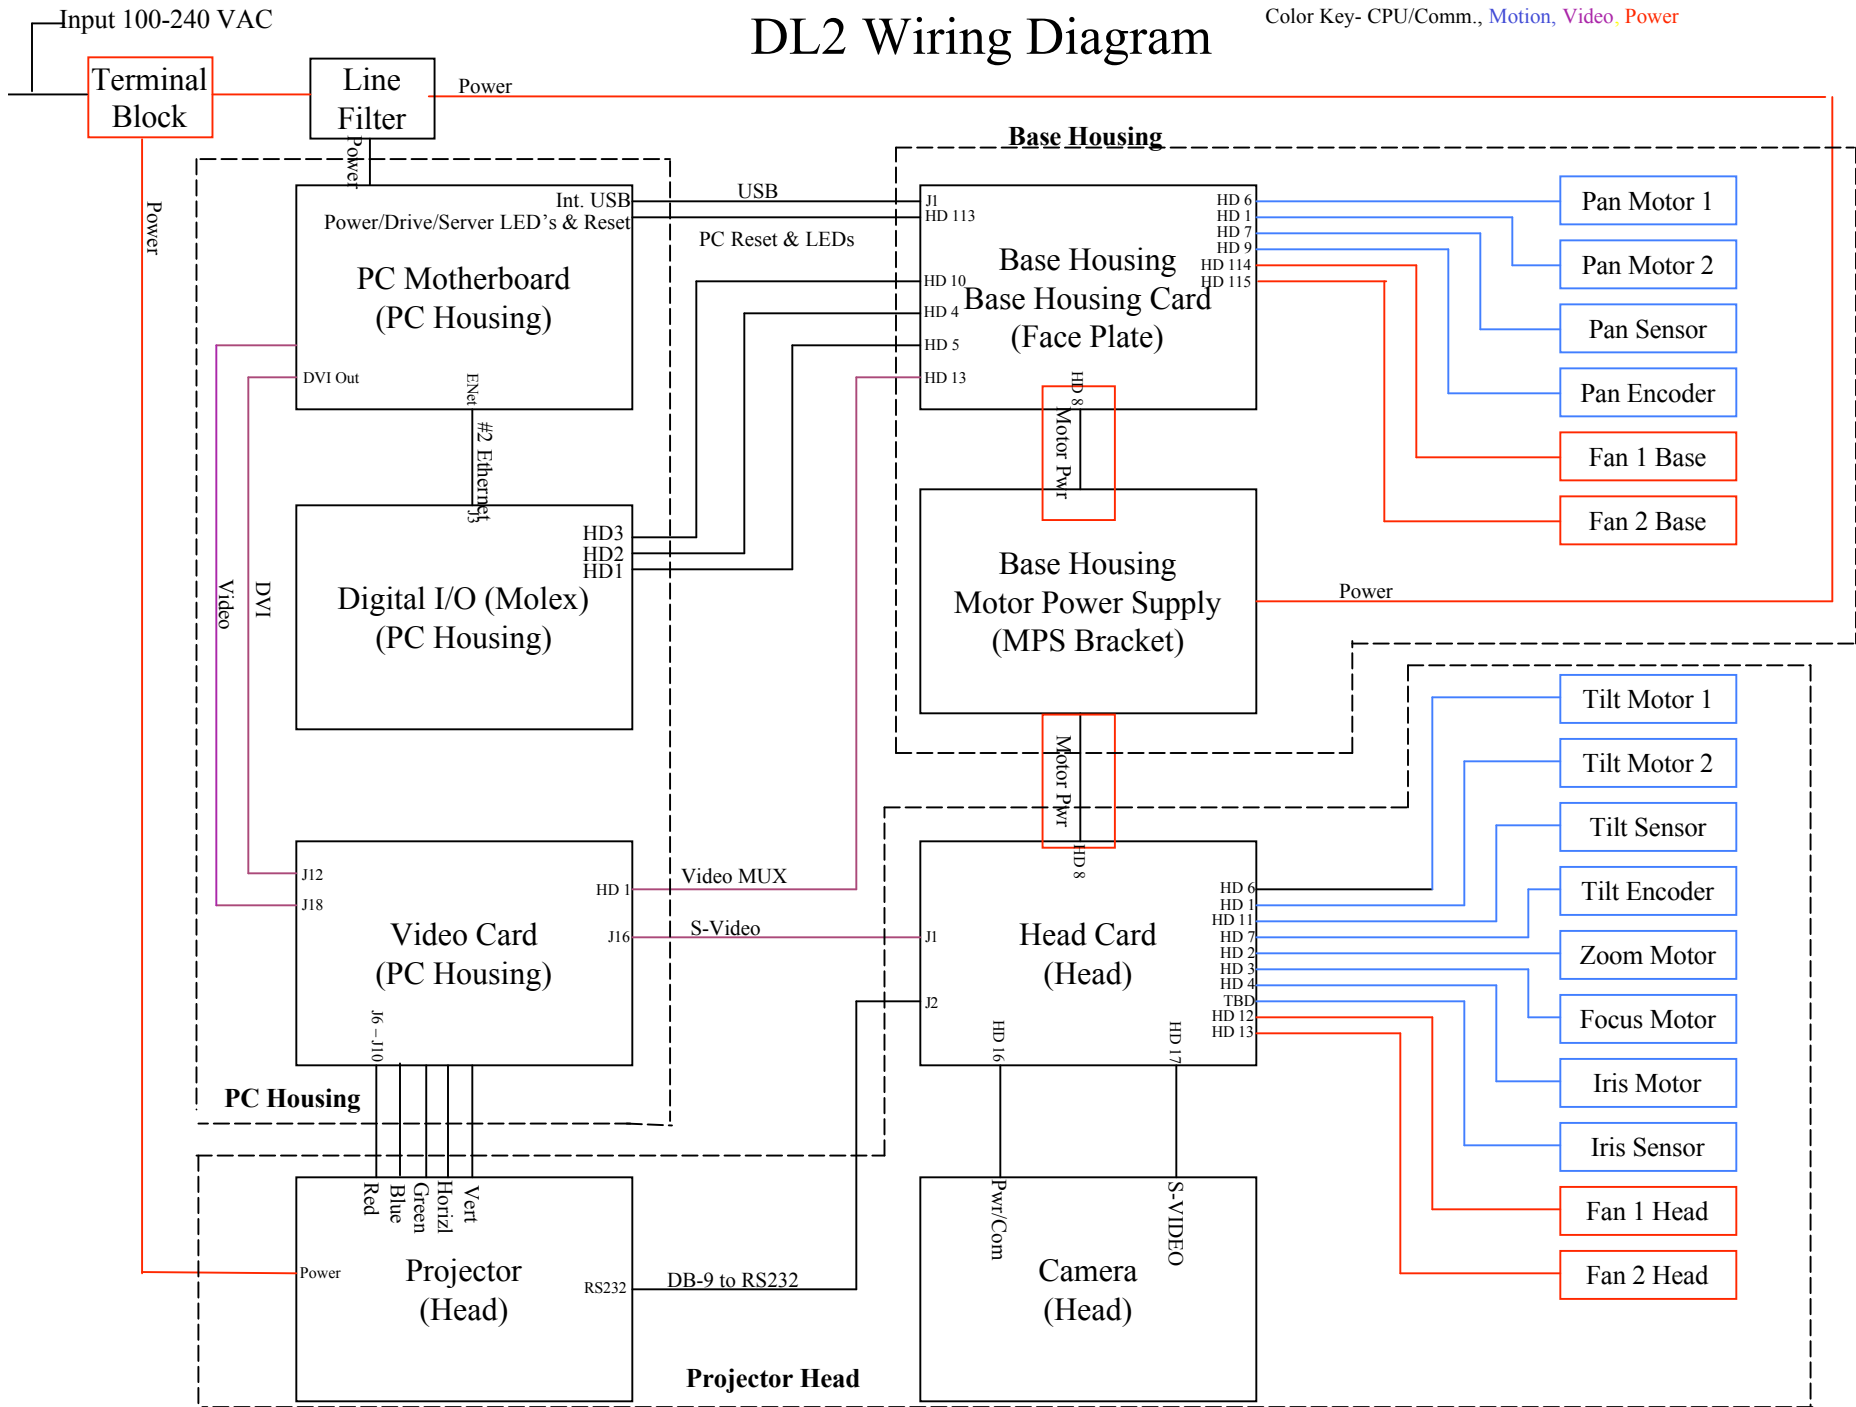 Input 100-240 VAC
DL2 Wiring Diagram
Color Key- CPU/Comm., Motion, Video, Power
Terminal
Block
Line
Filter
Power
Power
Power
Base Housing
Int. USB
Power/Drive/Server LED's & Reset
PC Motherboard
(PC Housing)
DVI Out
ENet
USB
PC Reset & LEDs
J1
HD 113
HD 10
HD 4
HD 5
HD 13
Base Housing
Base Housing Card
(Face Plate)
HD 8
HD 6
HD 1
HD 7
HD 9
HD 114
HD 115
Pan Motor 1
Pan Motor 2
Pan Sensor
Pan Encoder
Fan 1 Base
Fan 2 Base
#2 Ethernet
Motor Pwr
J3
HD3
HD2
HD1
Digital I/O (Molex)
(PC Housing)
Video
DVI
Base Housing
Motor Power Supply
(MPS Bracket)
Power
Motor Pwr
J12
J18
HD 1
J16
Video Card
(PC Housing)
J6 – J10
Video MUX
S-Video
HD 8
J1
J2
Head Card
(Head)
HD 16
HD 17
HD 6
HD 1
HD 11
HD 7
HD 2
HD 3
HD 4
TBD
HD 12
HD 13
Tilt Motor 1
Tilt Motor 2
Tilt Sensor
Tilt Encoder
Zoom Motor
Focus Motor
Iris Motor
Iris Sensor
Fan 1 Head
Fan 2 Head
PC Housing
Red
Blue
Green
Horizl
Vert
Power
Projector
(Head)
RS232
DB-9 to RS232
Pwr/Com
S-VIDEO
Camera
(Head)
Projector Head